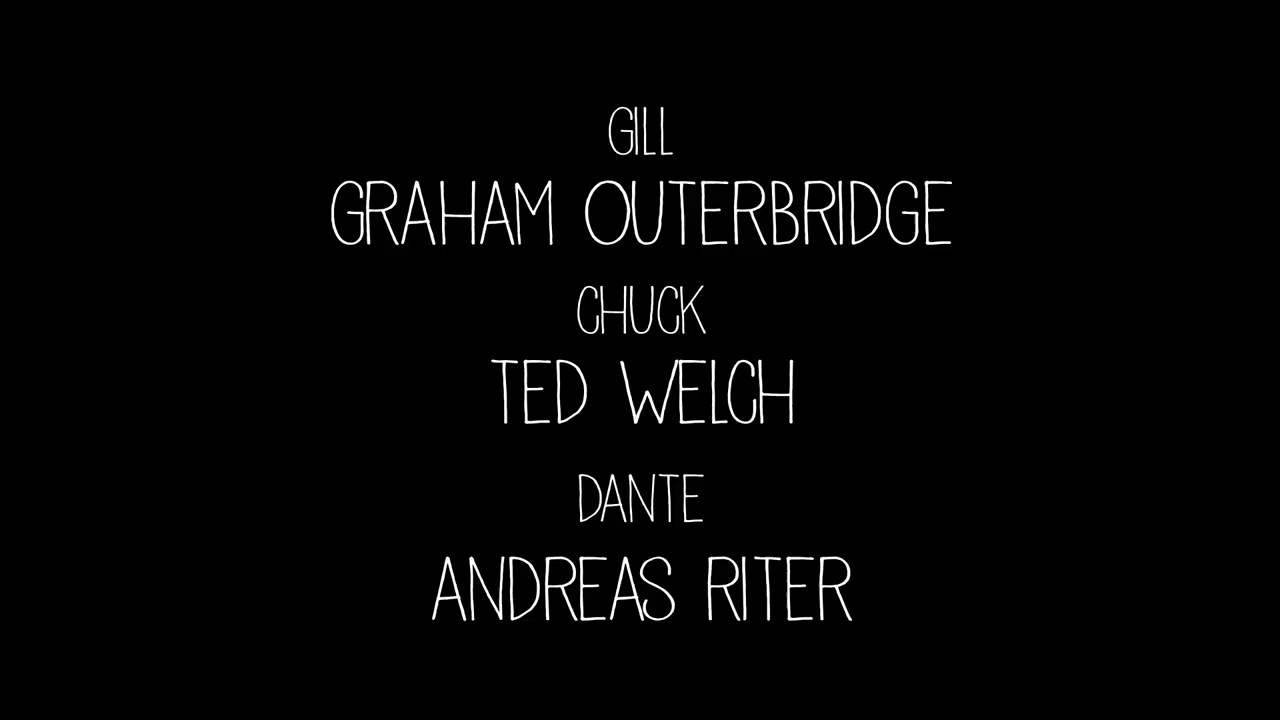 GILL
GRAHAM OUTERBRIDGE
CHUCK
TED WELCH
DANTE
ANDREAS RITER